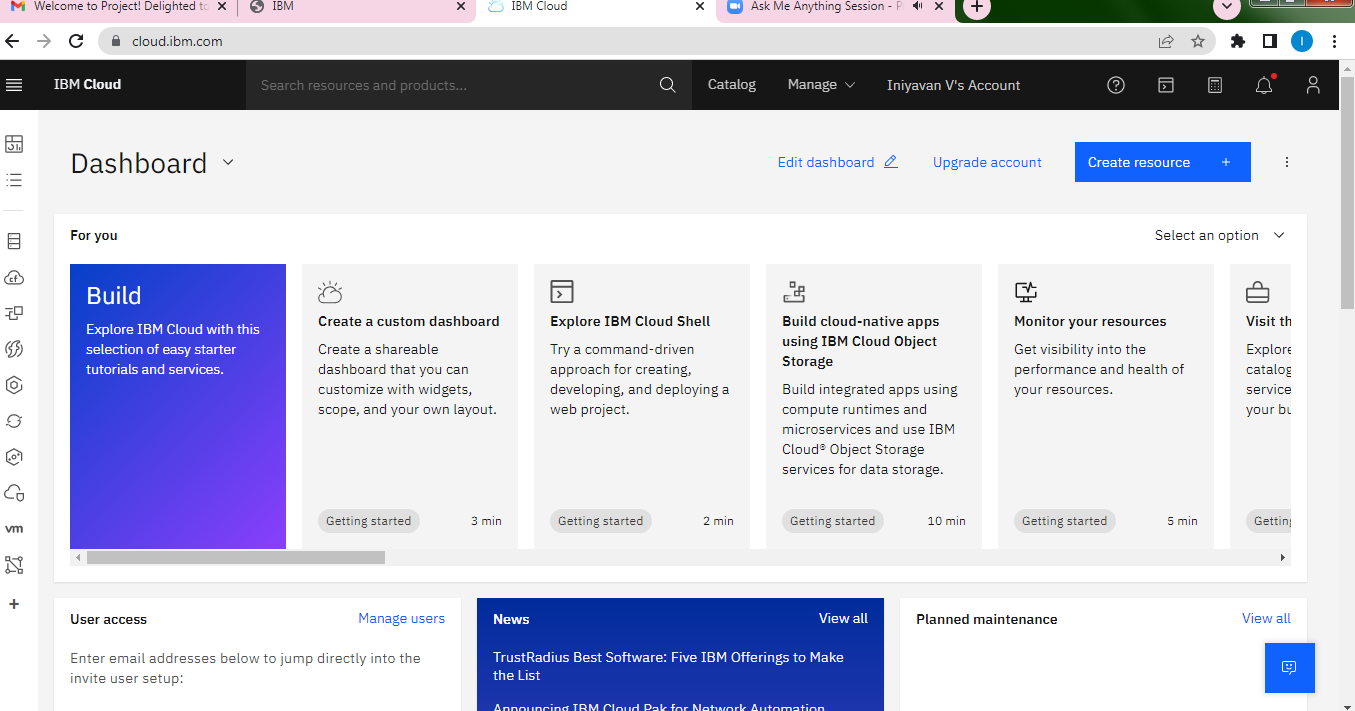 Welcome to Project! Delighted to
IBM
IBM Cloud
Ask Me Anything Session - P
cloud.ibm.com
I
IBM Cloud
Search resources and products...
Catalog
Manage
Iniyavan V's Account
Dashboard
Edit dashboard
Upgrade account
Create resource +
For you
Select an option
Build
Explore IBM Cloud with this
selection of easy starter
tutorials and services.
Create a custom dashboard
Create a shareable
dashboard that you can
customize with widgets,
scope, and your own layout.
Getting started
3 min
Explore IBM Cloud Shell
Try a command-driven
approach for creating,
developing, and deploying a
web project.
Getting started
2 min
Build cloud-native apps
using IBM Cloud Object
Storage
Build integrated apps using
compute runtimes and
microservices and use IBM
Cloud® Object Storage
services for data storage.
Getting started
10 min
Monitor your resources
Get visibility into the
performance and health of
your resources.
Getting started
5 min
Visit th
Explore
catalog
service
your bu
Getting
cf
vm
User access
Manage users
Enter email addresses below to jump directly into the
invite user setup:
News
View all
TrustRadius Best Software: Five IBM Offerings to Make
the List
Announcing IBM Cloud Pak for Network Automation
Planned maintenance
View all